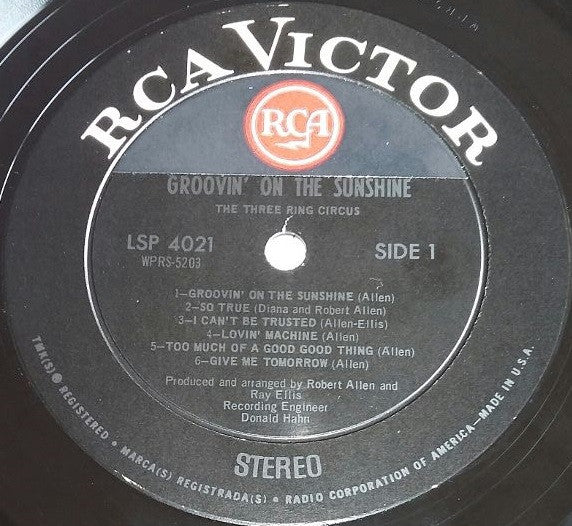 RCA VICTOR
RCA
GROOVIN' ON THE SUNSHINE
THE THREE RING CIRCUS
LSP 4021
SIDE 1
WPRS-5203
1—GROOVIN' ON THE SUNSHINE (Allen)
2—SO TRUE (Diana and Robert Allen)
3—I CAN'T BE TRUSTED (Allen-Ellis)
4—LOVIN' MACHINE (Allen)
5—TOO MUCH OF A GOOD GOOD THING (Allen)
6—GIVE ME TOMORROW (Allen)
Produced and arranged by Robert Allen and
Ray Ellis
Recording Engineer
Donald Hahn
STEREO
TMK(S) ® REGISTERED • MARCA(S) REGISTRADA(S) • RADIO CORPORATION OF AMERICA—MADE IN U.S.A.